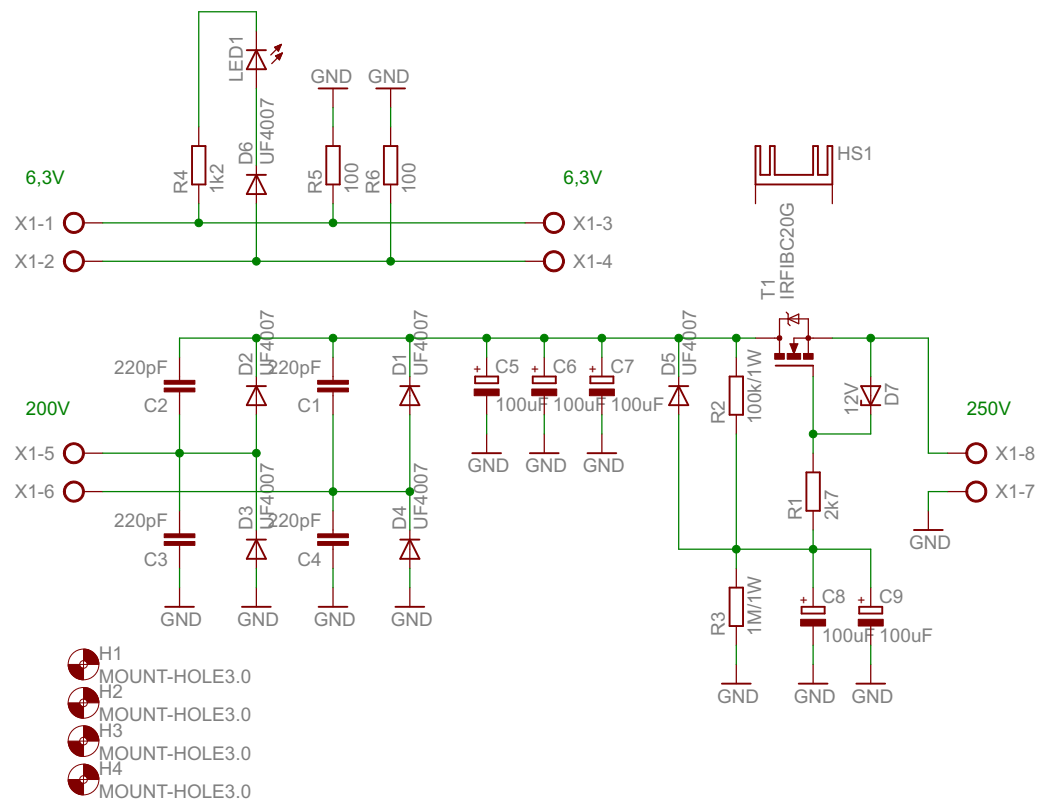 LED1
GND
GND
R4
1k2
D6
UF4007
R5
100
R6
100
6,3V
6,3V
HS1
X1-1
X1-3
X1-2
X1-4
T1
IRFIBC20G
220pF
C2
D2
UF4007
220pF
C1
D1
UF4007
C5
100uF
C6
100uF
C7
100uF
D5
UF4007
R2
100k/1W
12V
D7
200V
250V
X1-5
GND
GND
GND
X1-8
X1-6
X1-7
220pF
C3
D3
UF4007
220pF
C4
D4
UF4007
R1
2k7
GND
GND
GND
GND
GND
R3
1M/1W
C8
100uF
C9
100uF
GND
GND
GND
H1
MOUNT-HOLE3.0
H2
MOUNT-HOLE3.0
H3
MOUNT-HOLE3.0
H4
MOUNT-HOLE3.0